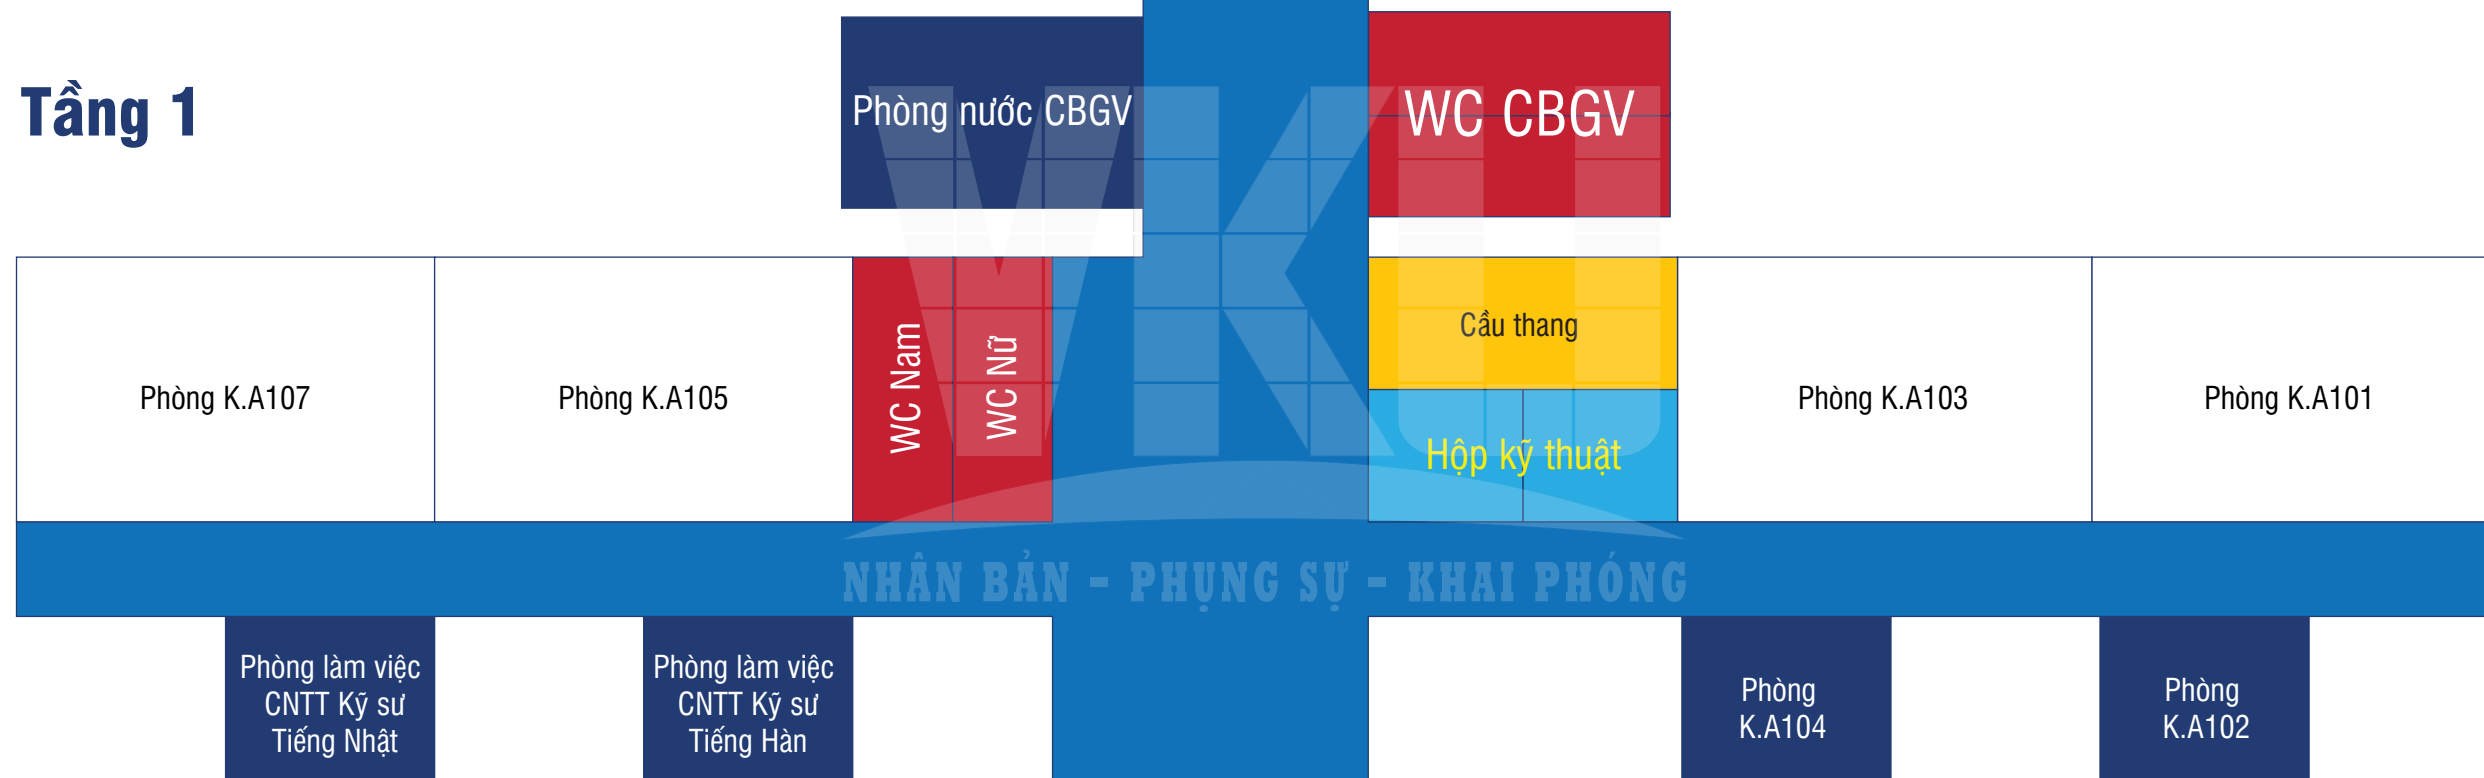 Tầng 1
Phòng nước CBGV
WC CBGV
Phòng K.A107
Phòng K.A105
WC Nam
WC Nữ
Cầu thang
Hộp kỹ thuật
Phòng K.A103
Phòng K.A101
VKU
NHÂN BẢN - PHỤNG SỰ - KHAI PHÓNG
Phòng làm việc
CNTT Kỹ sư
Tiếng Nhật
Phòng làm việc
CNTT Kỹ sư
Tiếng Hàn
Phòng
K.A104
Phòng
K.A102